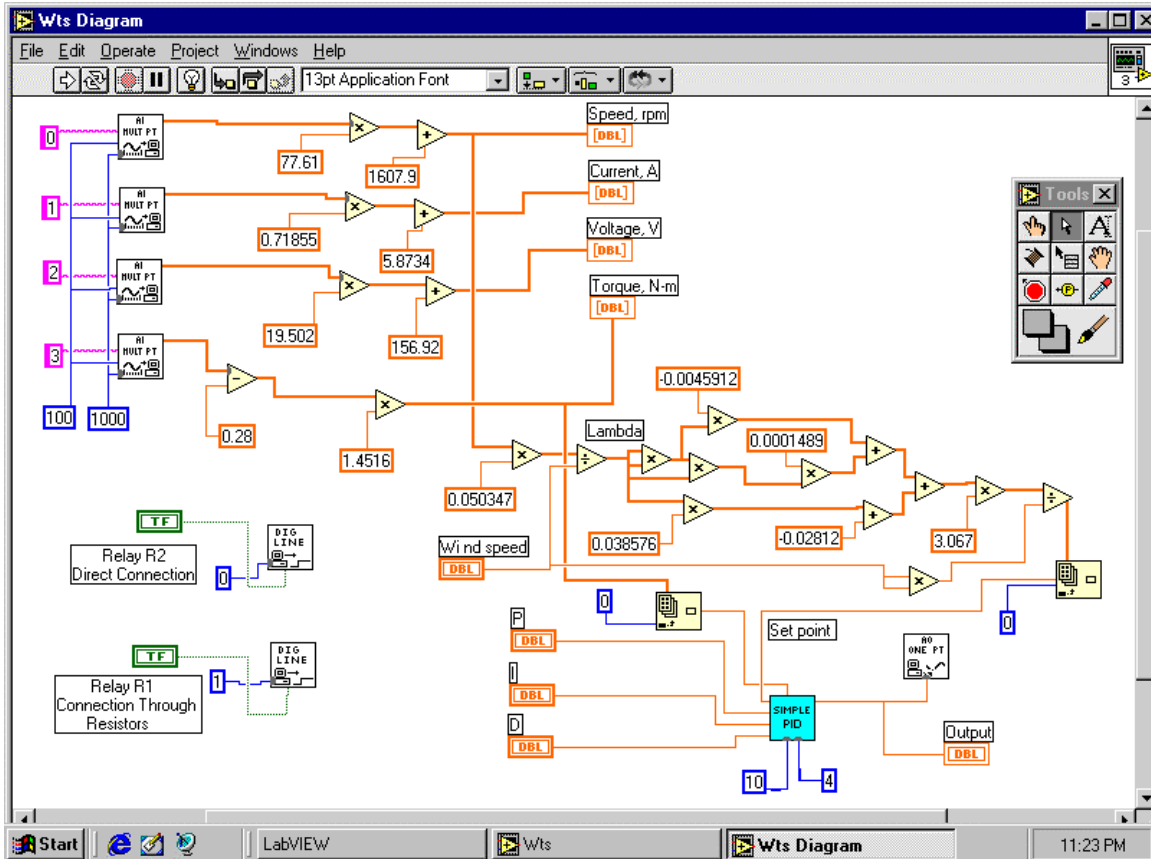 Wts Diagram
File Edit Operate Project Windows Help
13pt Application Font
3
0
AI
MULT PT
77.61
1607.9
Speed, rpm
[DBL]
1
AI
MULT PT
0.71855
5.8734
Current, A
[DBL]
2
AI
MULT PT
19.502
156.92
Voltage, V
[DBL]
3
AI
MULT PT
100
1000
0.28
1.4516
Torque, N-m
[DBL]
Tools
A
P
-0.0045912
Lambda
0.0001489
0.050347
0.038576
-0.02812
3.067
Wind speed
DBL
TF
DIG
LINE
Relay R2
Direct Connection
0
TF
DIG
LINE
Relay R1
Connection Through
Resistors
1
0
0
P
DBL
I
DBL
D
DBL
Set point
AO
ONE PT
SIMPLE
PID
10
4
Output
DBL
Start
LabVIEW
Wts
Wts Diagram
11:23 PM